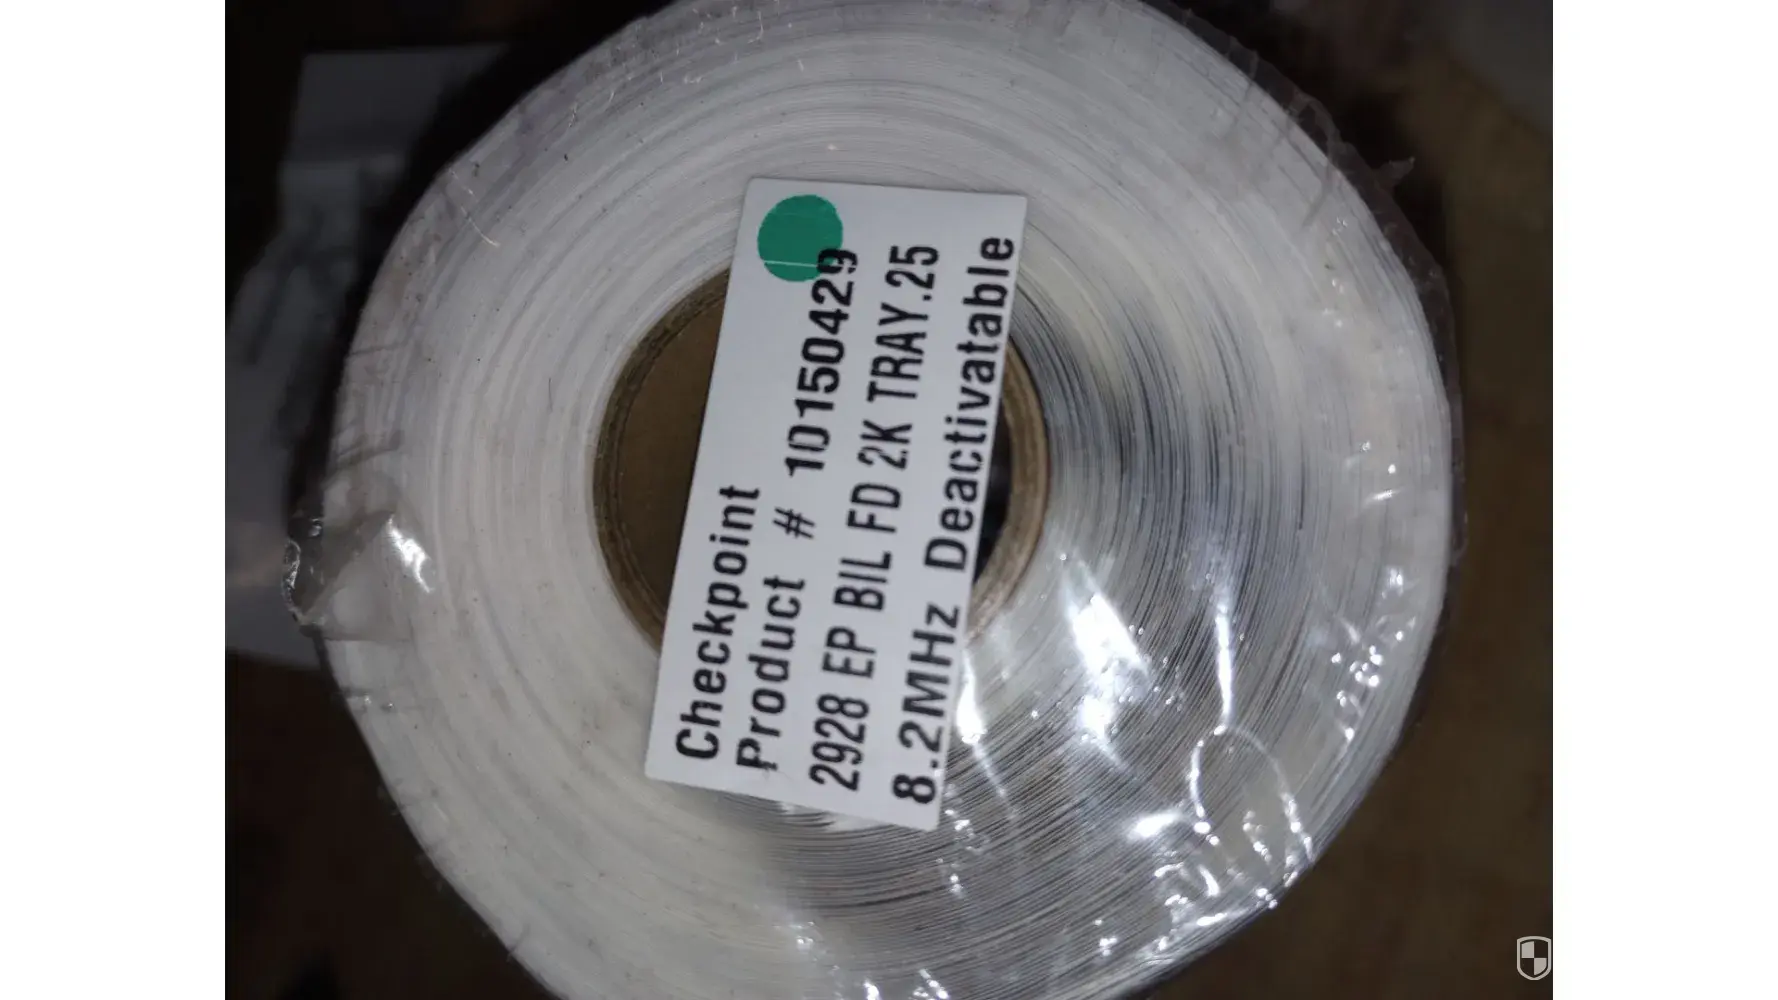 Checkpoint
Product # 10150429
2928 EP BIL FD 2K TRAY.25
8.2MHz Deactivatable